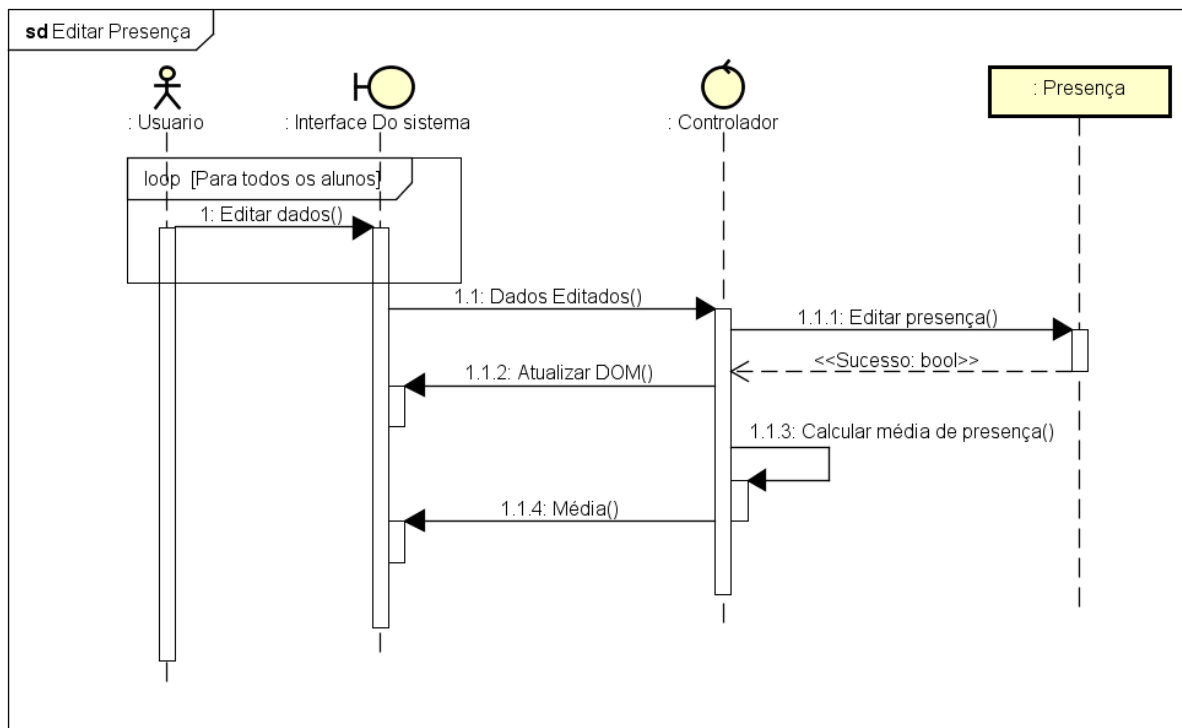 sd Editar Presença
: Usuario
: Interface Do sistema
: Controlador
: Presença
loop [Para todos os alunos]
1: Editar dados()
1.1: Dados Editados()
1.1.1: Editar presença()
<<Sucesso: bool>>
1.1.2: Atualizar DOM()
1.1.3: Calcular média de presença()
1.1.4: Média()